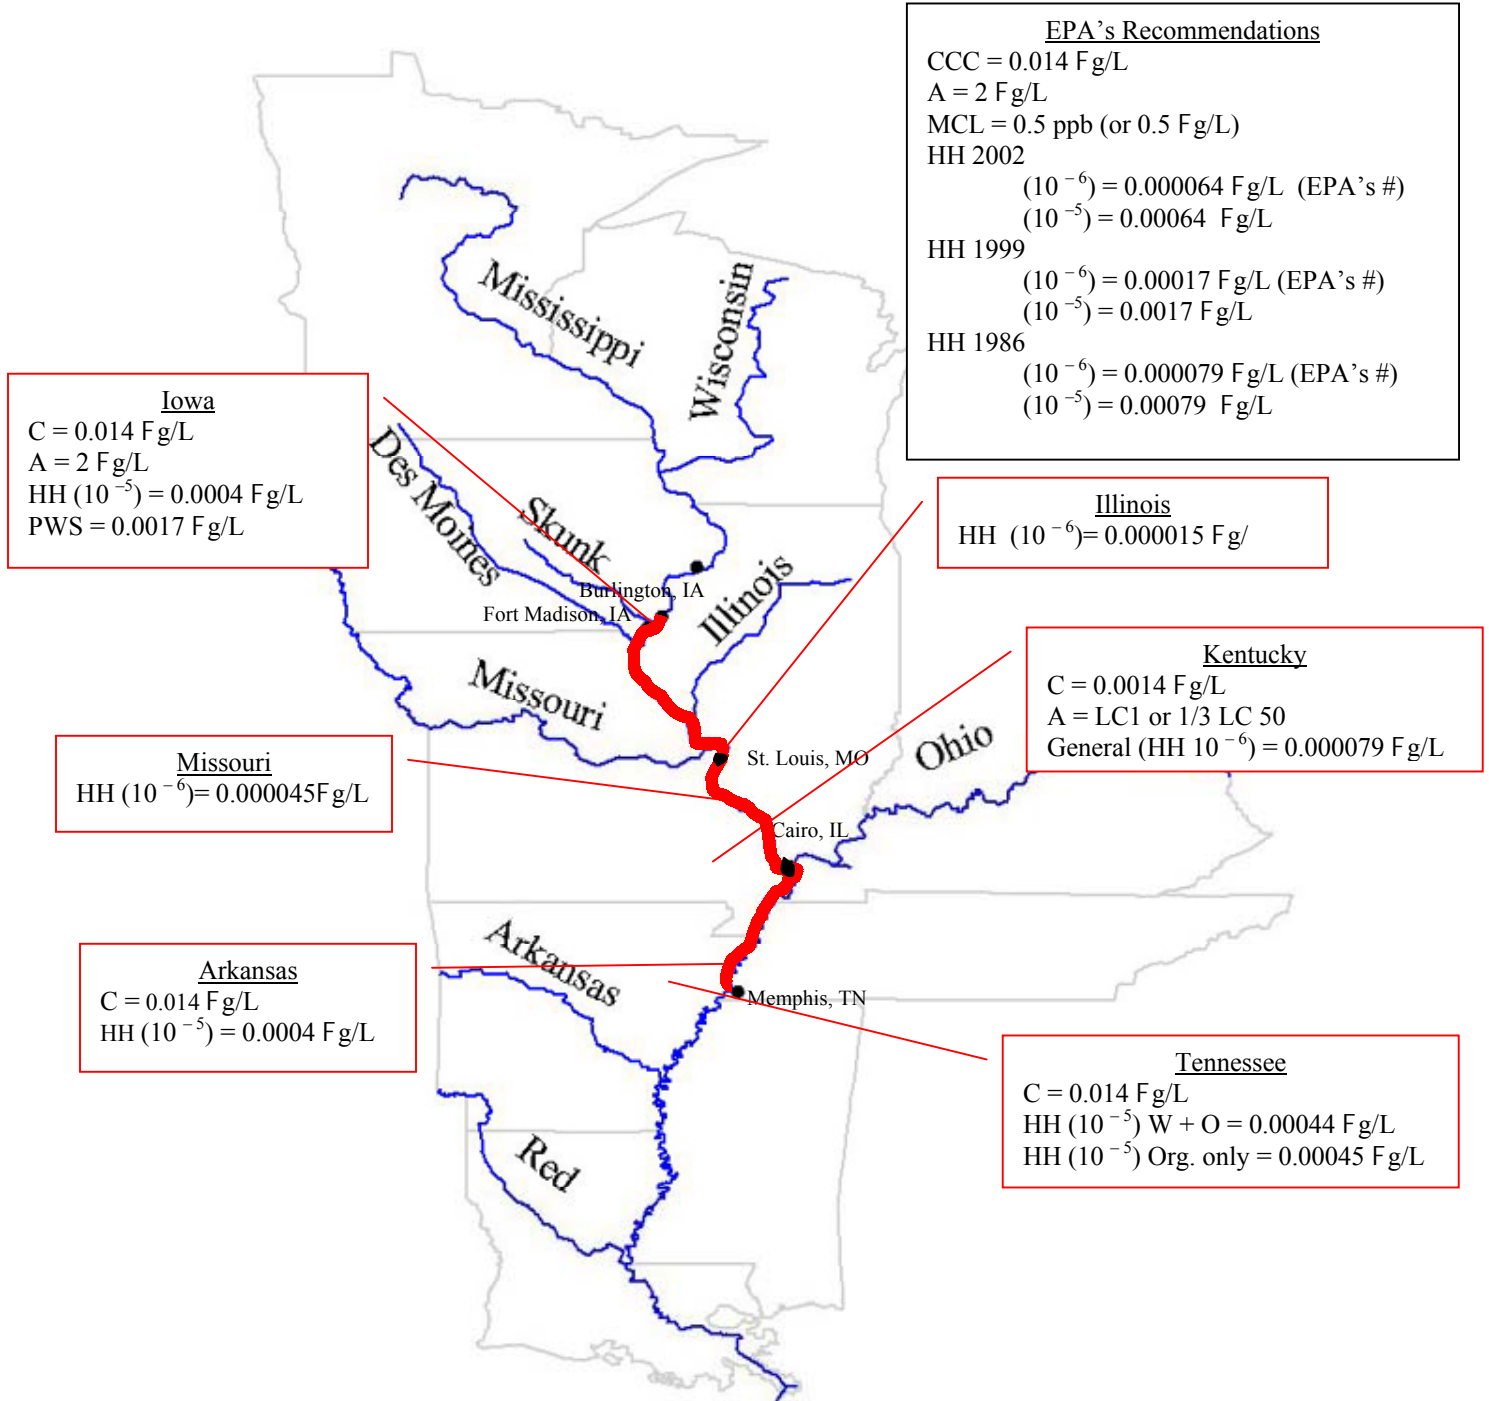 EPA's Recommendations
CCC = 0.014 Fg/L
A = 2 Fg/L
MCL = 0.5 ppb (or 0.5 Fg/L)
HH 2002
(10 ⁻⁶) = 0.000064 Fg/L (EPA's #)
(10 ⁻⁵) = 0.00064 Fg/L
HH 1999
(10 ⁻⁶) = 0.00017 Fg/L (EPA's #)
(10 ⁻⁵) = 0.0017 Fg/L
HH 1986
(10 ⁻⁶) = 0.000079 Fg/L (EPA's #)
(10 ⁻⁵) = 0.00079 Fg/L
Mississippi
Wisconsin
Iowa
C = 0.014 Fg/L
A = 2 Fg/L
HH (10 ⁻⁵) = 0.0004 Fg/L
PWS = 0.0017 Fg/L
Des Moines
Skunk
Illinois
HH (10 ⁻⁶)= 0.000015 Fg/
Burlington, IA
Fort Madison, IA
Illinois
Missouri
Kentucky
C = 0.0014 Fg/L
A = LC1 or 1/3 LC 50
General (HH 10 ⁻⁶) = 0.000079 Fg/L
Ohio
St. Louis, MO
Missouri
HH (10 ⁻⁶)= 0.000045Fg/L
Cairo, IL
Arkansas
Arkansas
C = 0.014 Fg/L
HH (10 ⁻⁵) = 0.0004 Fg/L
Memphis, TN
Tennessee
C = 0.014 Fg/L
HH (10 ⁻⁵) W + O = 0.00044 Fg/L
HH (10 ⁻⁵) Org. only = 0.00045 Fg/L
Red